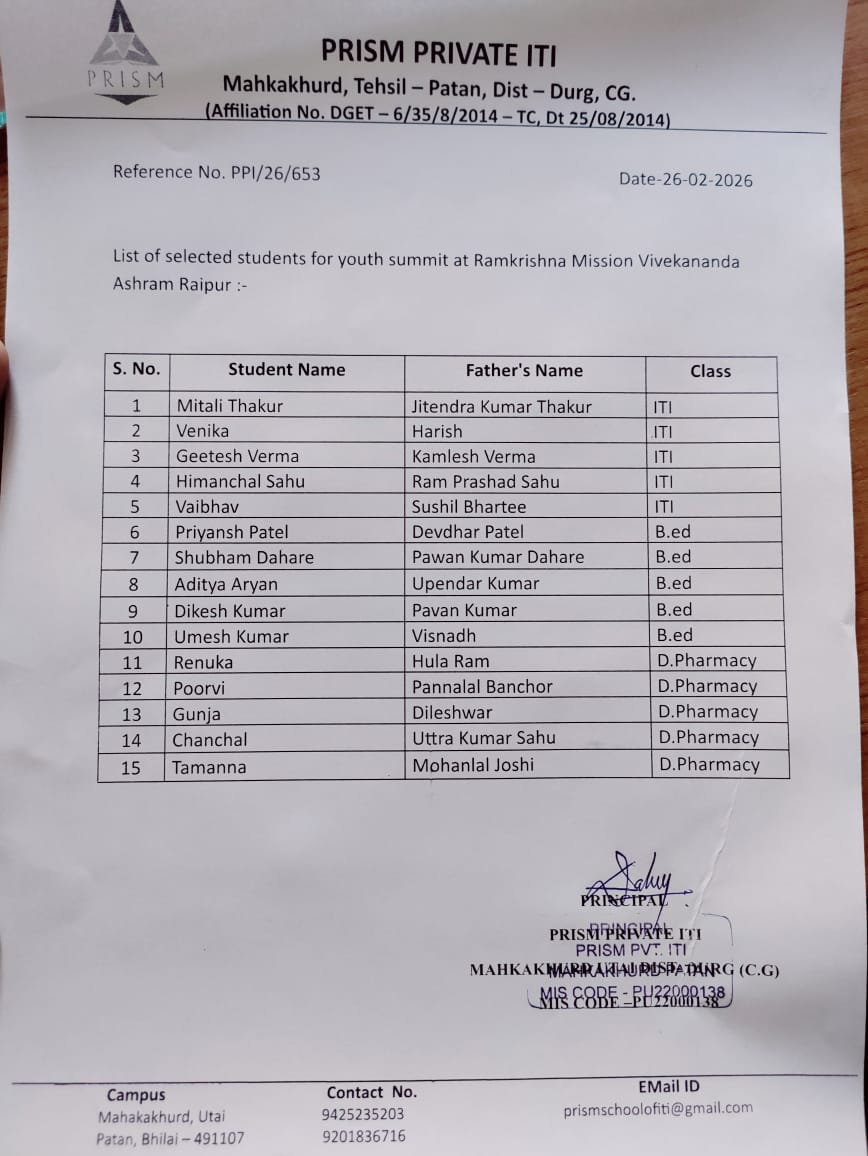 PRISM
PRISM PRIVATE ITI
Mahkakhurd, Tehsil – Patan, Dist – Durg, CG.
(Affiliation No. DGET – 6/35/8/2014 – TC, Dt 25/08/2014)
Reference No. PPI/26/653 Date-26-02-2026
List of selected students for youth summit at Ramkrishna Mission Vivekananda
Ashram Raipur :-
S. No. Student Name Father's Name Class
1 Mitali Thakur Jitendra Kumar Thakur ITI
2 Venika Harish ITI
3 Geetesh Verma Kamlesh Verma ITI
4 Himanchal Sahu Ram Prashad Sahu ITI
5 Vaibhav Sushil Bhartee ITI
6 Priyansh Patel Devdhar Patel B.ed
7 Shubham Dahare Pawan Kumar Dahare B.ed
8 Aditya Aryan Upendar Kumar B.ed
9 Dikesh Kumar Pavan Kumar B.ed
10 Umesh Kumar Visnadh B.ed
11 Renuka Hula Ram D.Pharmacy
12 Poorvi Pannalal Banchor D.Pharmacy
13 Gunja Dileshwar D.Pharmacy
14 Chanchal Uttra Kumar Sahu D.Pharmacy
15 Tamanna Mohanlal Joshi D.Pharmacy
PRINCIPAL
PRINCIPAL
PRISM PRIVATE ITI
PRISM PVT. ITI
(C.G)
MIS CODE - PU22000138
MIS CODE –PU22000138
Campus Contact No. EMail ID
Mahakakhurd, Utai 9425235203 prismschoolofiti@gmail.com
Patan, Bhilai – 491107 9201836716